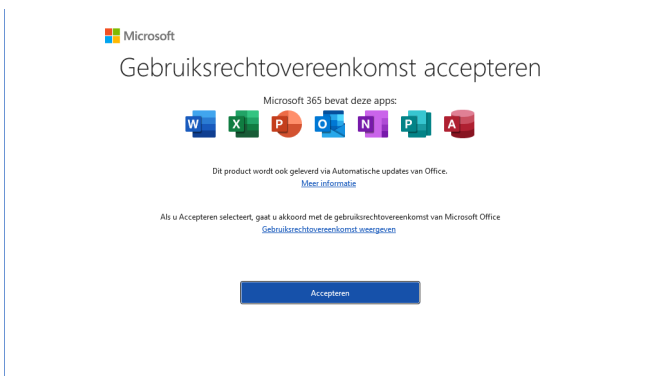 Microsoft
Gebruiksrechtovereenkomst accepteren
Microsoft 365 bevat deze apps:
W X P O N P A
Dit product wordt ook geleverd via Automatische updates van Office.
Meer informatie
Als u Accepteren selecteert, gaat u akkoord met de gebruiksrechtovereenkomst van Microsoft Office
Gebruiksrechtovereenkomst weergeven
Accepteren